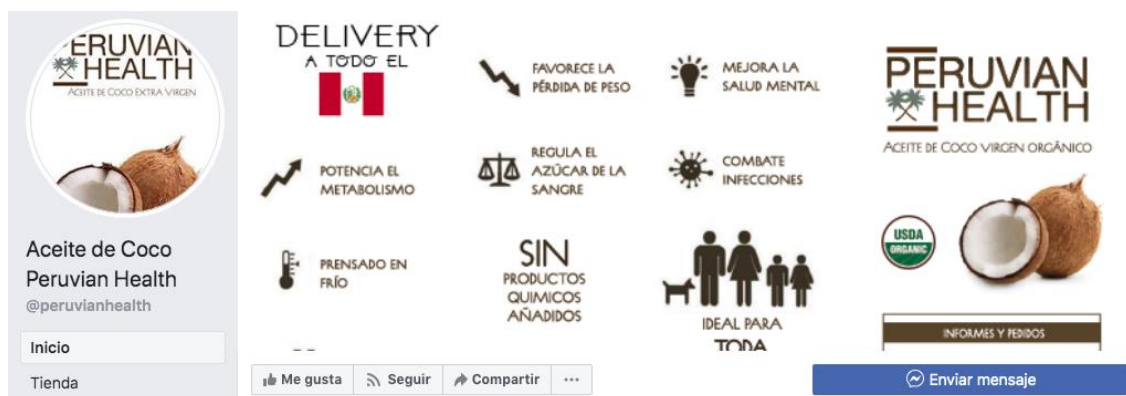 PERUVIAN
HEALTH
ACEITE DE COCO EXTRA VIRGEN
Aceite de Coco
Peruvian Health
@peruvianhealth
Inicio
Tienda
DELIVERY
A TODO EL
FAVORECE LA
PÉRDIDA DE PESO
MEJORA LA
SALUD MENTAL
POTENCIA EL
METABOLISMO
REGULA EL
AZÚCAR DE LA
SANGRE
COMBATE
INFECCIONES
PRENSADO EN
FRÍO
SIN
PRODUCTOS
QUIMICOS
AÑADIDOS
IDEAL PARA
TODA
PERUVIAN
HEALTH
ACEITE DE COCO VIRGEN ORGÁNICO
USDA
ORGANIC
INFORMES Y PEDIDOS
Me gusta
Seguir
Compartir
Enviar mensaje